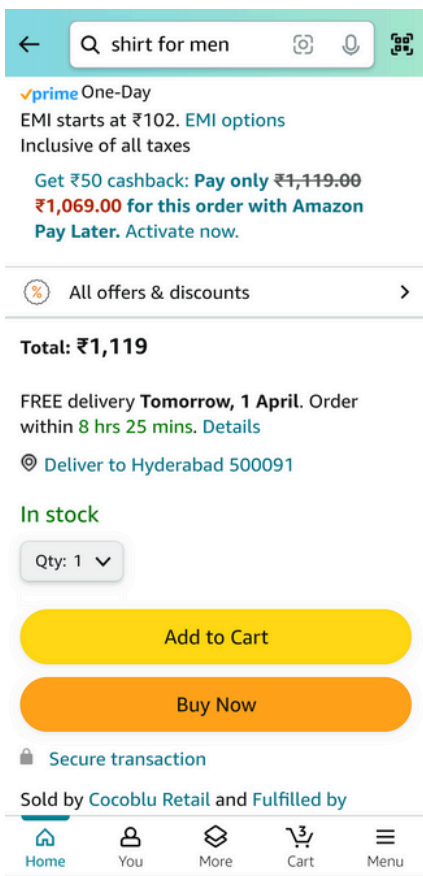 shirt for men
prime One-Day
EMI starts at ₹102. EMI options
Inclusive of all taxes
Get ₹50 cashback: Pay only ₹1,119.00
₹1,069.00 for this order with Amazon
Pay Later. Activate now.
% All offers & discounts
Total: ₹1,119
FREE delivery Tomorrow, 1 April. Order
within 8 hrs 25 mins. Details
Deliver to Hyderabad 500091
In stock
Qty: 1
Add to Cart
Buy Now
Secure transaction
Sold by Cocoblu Retail and Fulfilled by
3
Home You More Cart Menu